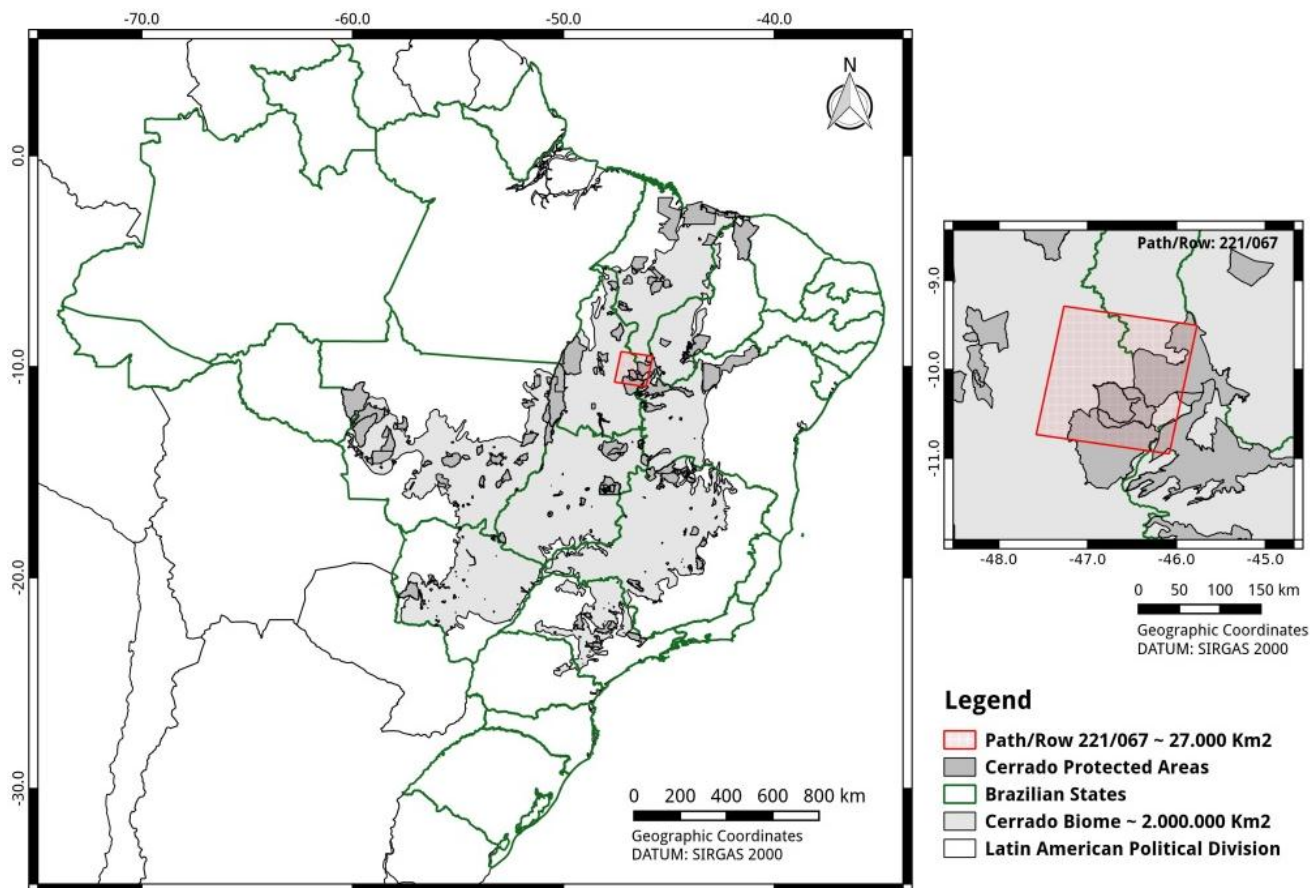 -70.0
-60.0
-50.0
-40.0
N
0.0
-10.0
-20.0
-30.0
0 200 400 600 800 km
Geographic Coordinates
DATUM: SIRGAS 2000
Path/Row: 221/067
-9.0
-10.0
-11.0
-48.0
-47.0
-46.0
-45.0
0 50 100 150 km
Geographic Coordinates
DATUM: SIRGAS 2000
Legend
Path/Row 221/067 ~ 27.000 Km2
Cerrado Protected Areas
Brazilian States
Cerrado Biome ~ 2.000.000 Km2
Latin American Political Division